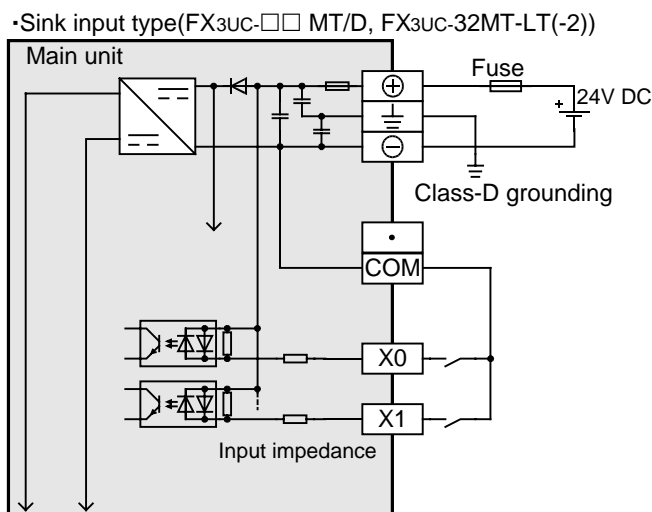 ·Sink input type(FX3UC-□□ MT/D, FX3UC-32MT-LT(-2))
Main unit
Fuse
24V DC
Class-D grounding
COM
X0
X1
Input impedance